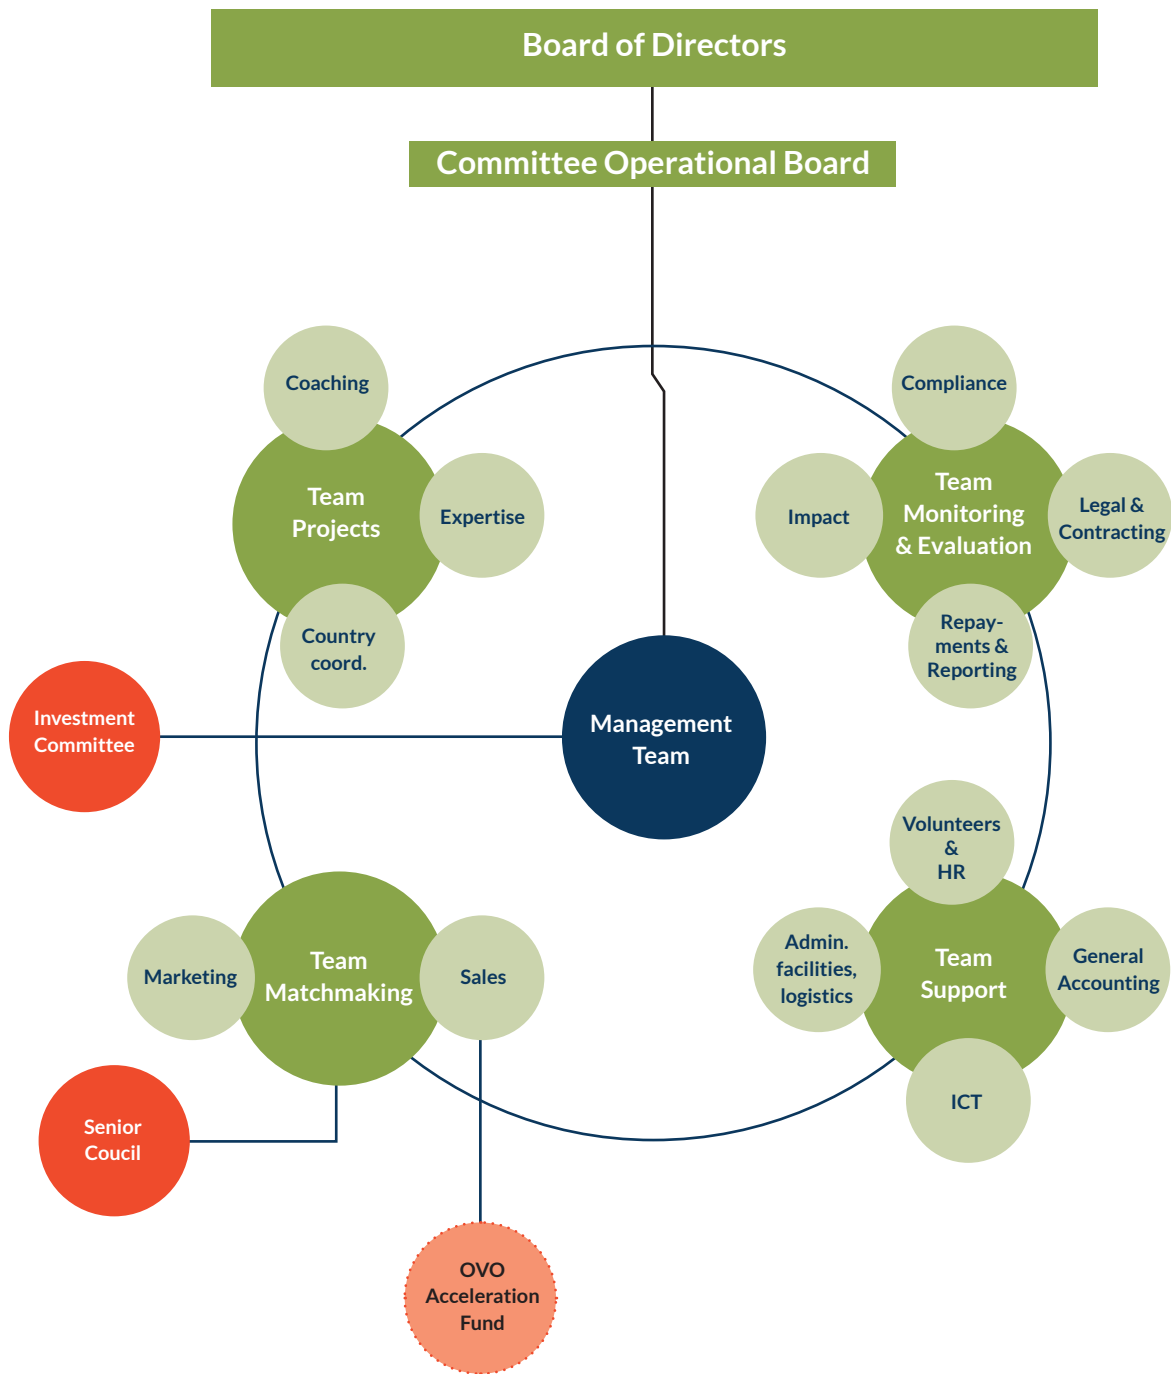 Board of Directors
Committee Operational Board
Coaching
Team
Projects
Expertise
Country
coord.
Compliance
Team
Monitoring
& Evaluation
Impact
Legal &
Contracting
Repay-
ments &
Reporting
Investment
Committee
Management
Team
Volunteers
&
HR
Admin.
facilities,
logistics
Team
Support
General
Accounting
ICT
Marketing
Team
Matchmaking
Sales
Senior
Coucil
OVO
Acceleration
Fund